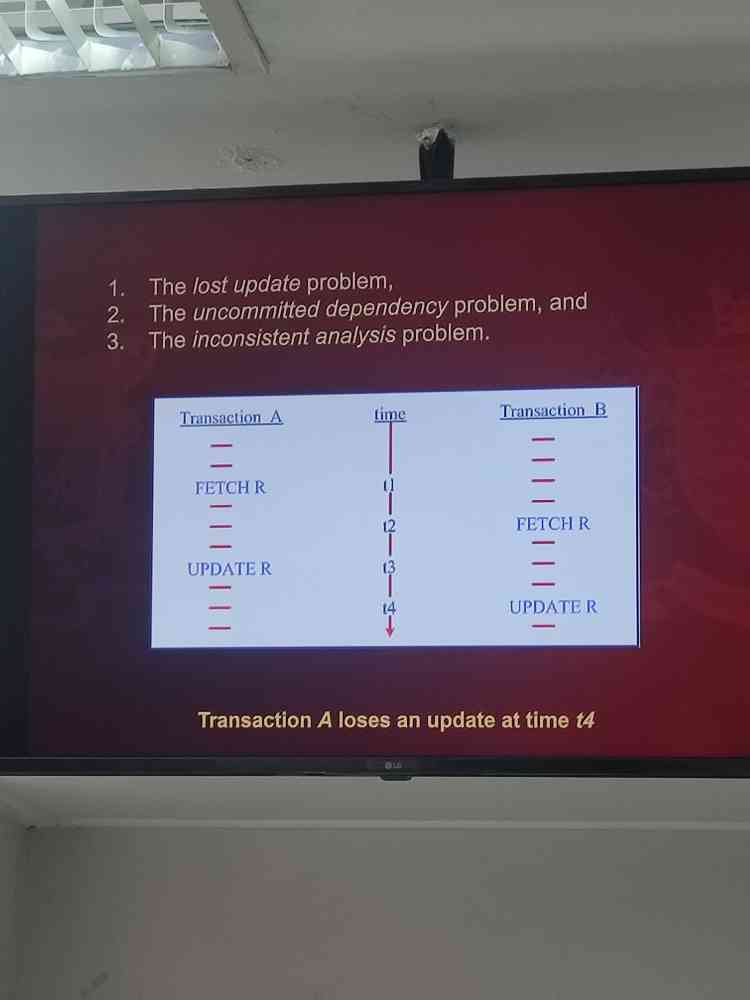 1. The lost update problem,
2. The uncommitted dependency problem, and
3. The inconsistent analysis problem.
Transaction A time Transaction B
FETCH R t1
t2 FETCH R
UPDATE R t3
t4 UPDATE R
Transaction A loses an update at time t4
LG